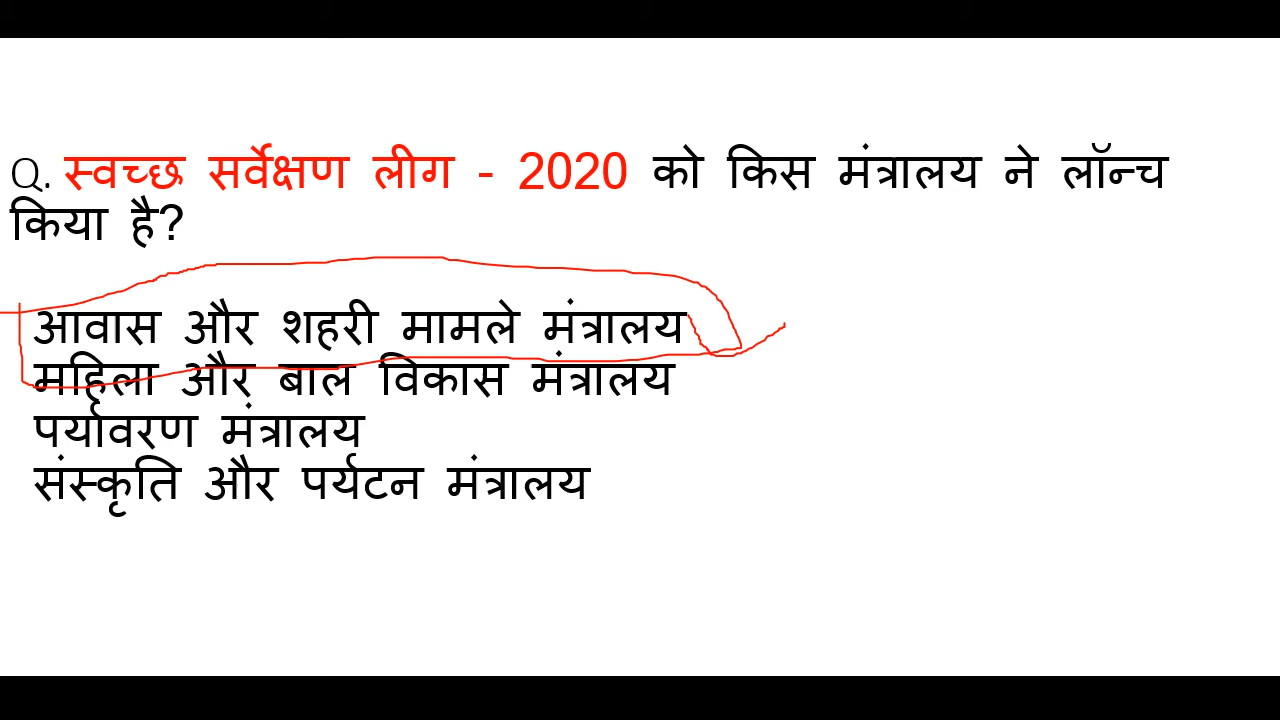 Q. स्वच्छ सर्वेक्षण लीग - 2020 को किस मंत्रालय ने लॉन्च
किया है?
आवास और शहरी मामले मंत्रालय
महिला और बाल विकास मंत्रालय
पर्यावरण मंत्रालय
संस्कृति और पर्यटन मंत्रालय